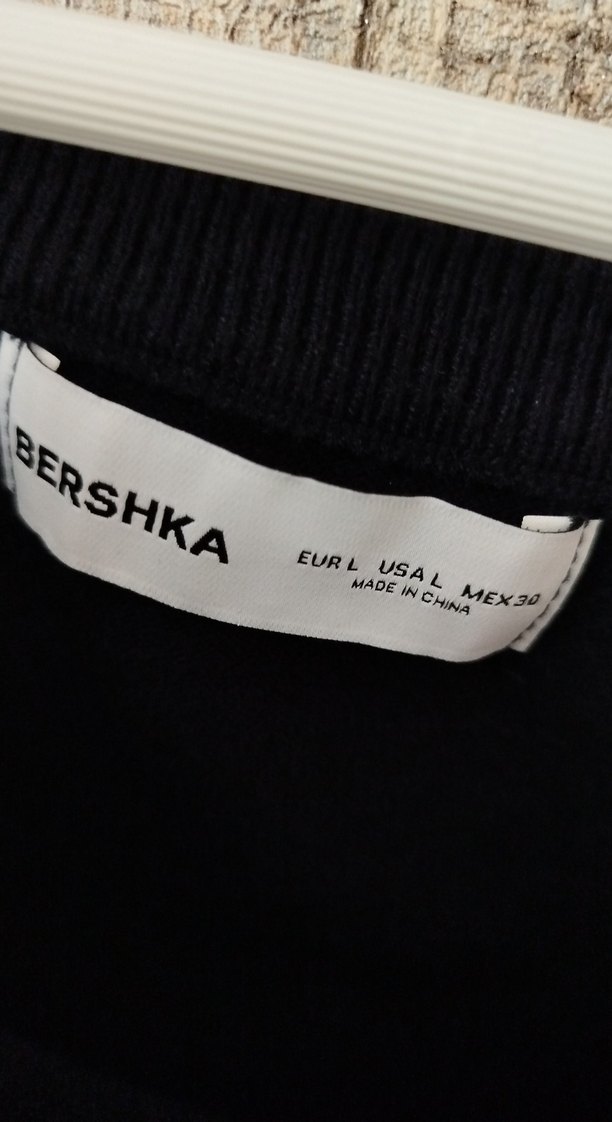 BERSHKA
EUR L USA L MEX 30
MADE IN CHINA